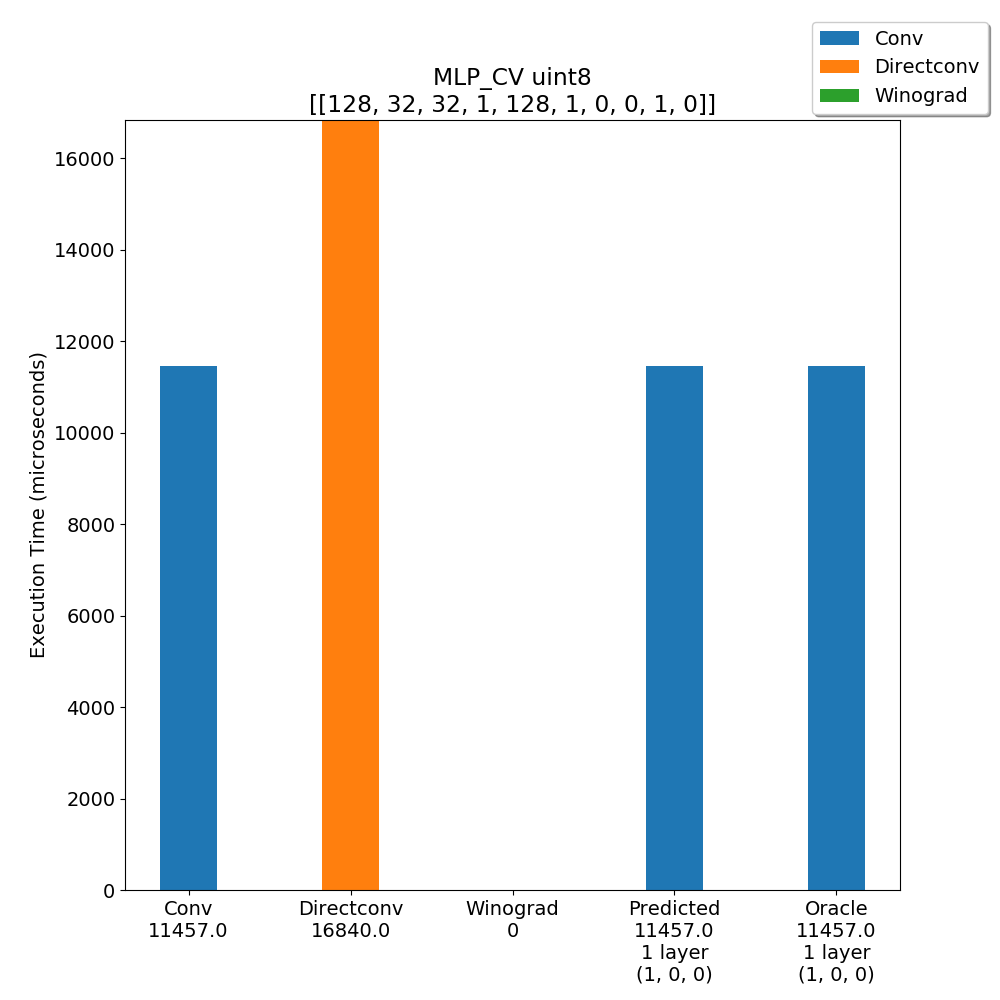 Conv
Directconv
Winograd
MLP_CV uint8
[[128, 32, 32, 1, 128, 1, 0, 0, 1, 0]]
Execution Time (microseconds)
16000
14000
12000
10000
8000
6000
4000
2000
0
Conv
11457.0
Directconv
16840.0
Winograd
0
Predicted
11457.0
1 layer
(1, 0, 0)
Oracle
11457.0
1 layer
(1, 0, 0)